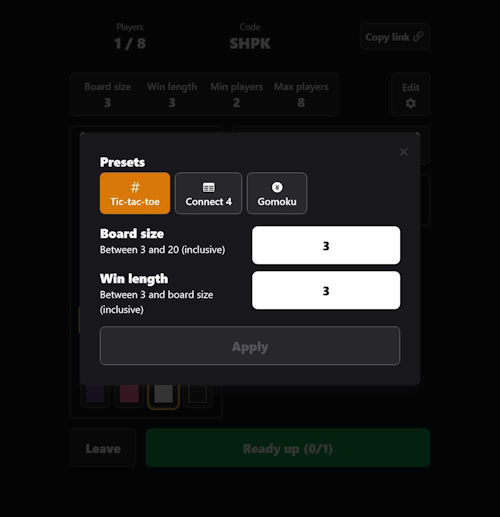 Players
1 / 8
Code
SHPK
Copy link
Board size
3
Win length
3
Min players
2
Max players
8
Edit
Presets
Tic-tac-toe
Connect 4
Gomoku
Board size
Between 3 and 20 (inclusive)
3
Win length
Between 3 and board size
(inclusive)
3
Apply
Leave
Ready up (0/1)